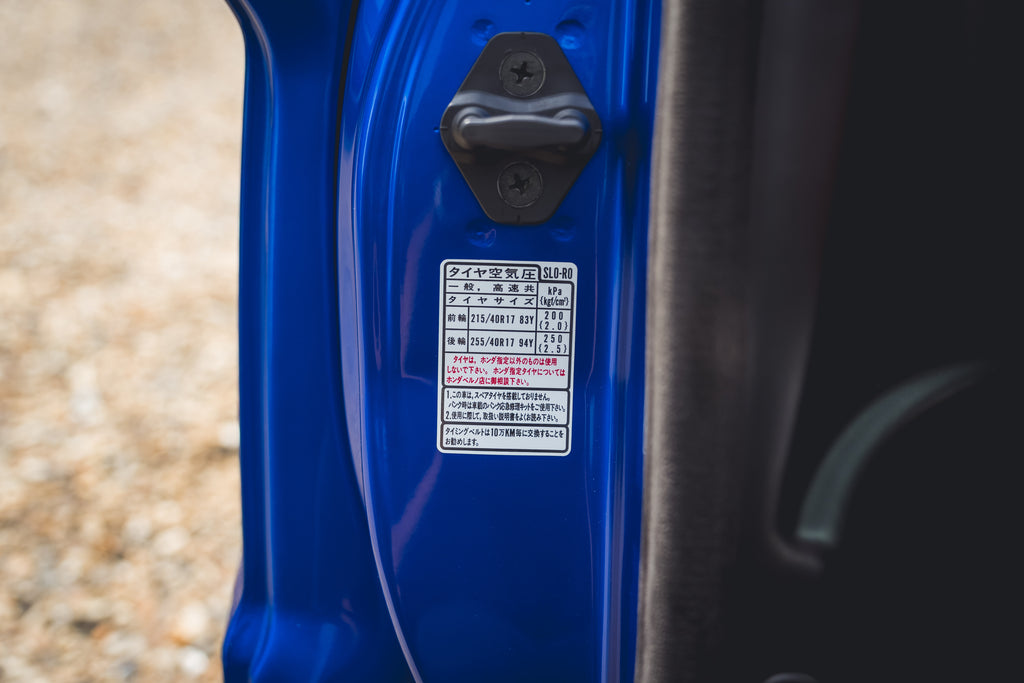 タイヤ空気圧 SL0-R0
一般，高速共 kPa
タイヤサイズ {kgf/cm²}
前輪 215/40R17 83Y 200 {2.0}
後輪 255/40R17 94Y 250 {2.5}
タイヤは、ホンダ指定以外のものは使用
しないで下さい。ホンダ指定タイヤについては
ホンダベルノ店に御相談下さい。
1.この車は、スペアタイヤを搭載しておりません。
パンク時は車載のパンク応急修理キットをご使用下さい。
2.使用に際して、取扱い説明書をよくお読み下さい。
タイミングベルトは10万KM毎に交換することを
お勧めします。